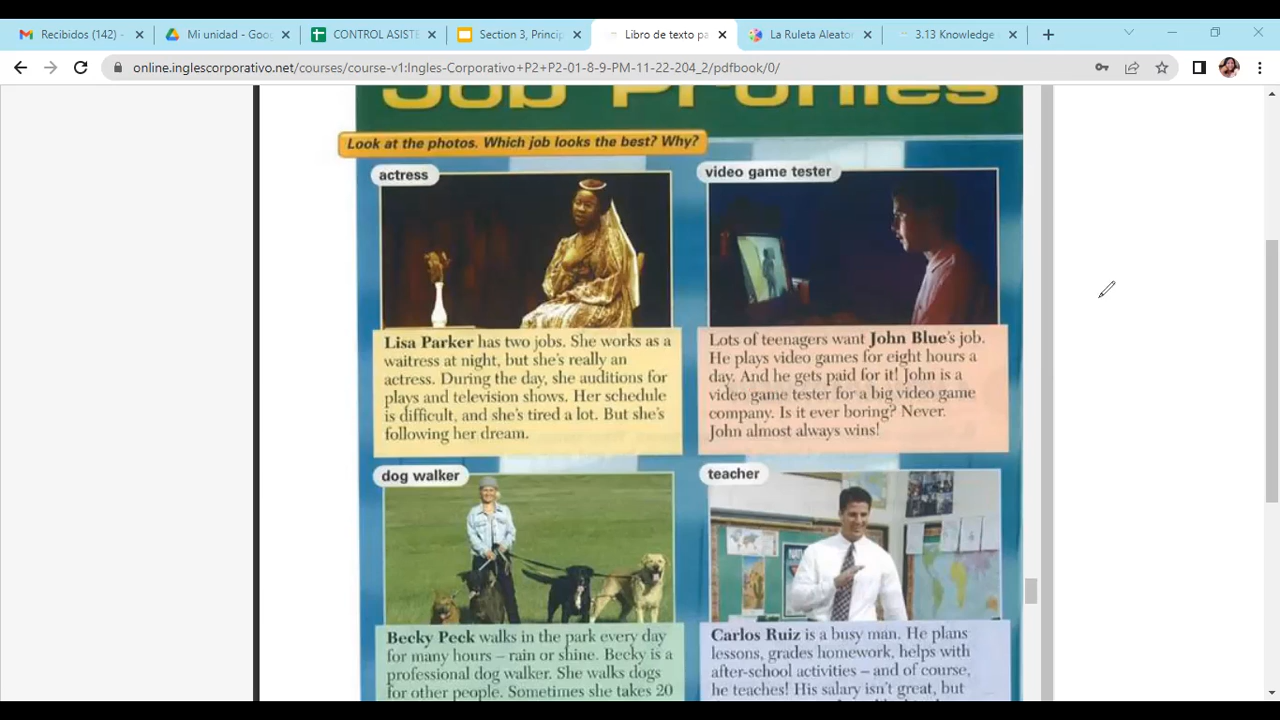 Recibidos (142) -
Mi unidad - Goo
CONTROL ASIST
Section 3, Princip
Libro de texto pa
La Ruleta Aleato
3.13 Knowledge
online.inglescorporativo.net/courses/course-v1:Ingles-Corporativo+P2+P2-01-8-9-PM-11-22-204_2/pdfbook/0/
Job Profiles
Look at the photos. Which job looks the best? Why?
actress
Lisa Parker has two jobs. She works as a
waitress at night, but she's really an
actress. During the day, she auditions for
plays and television shows. Her schedule
is difficult, and she's tired a lot. But she's
following her dream.
video game tester
Lots of teenagers want John Blue's job.
He plays video games for eight hours a
day. And he gets paid for it! John is a
video game tester for a big video game
company. Is it ever boring? Never.
John almost always wins!
dog walker
Becky Peck walks in the park every day
for many hours – rain or shine. Becky is a
professional dog walker. She walks dogs
for other people. Sometimes she takes 20
teacher
Carlos Ruiz is a busy man. He plans
lessons, grades homework, helps with
after-school activities – and of course,
he teaches! His salary isn't great, but